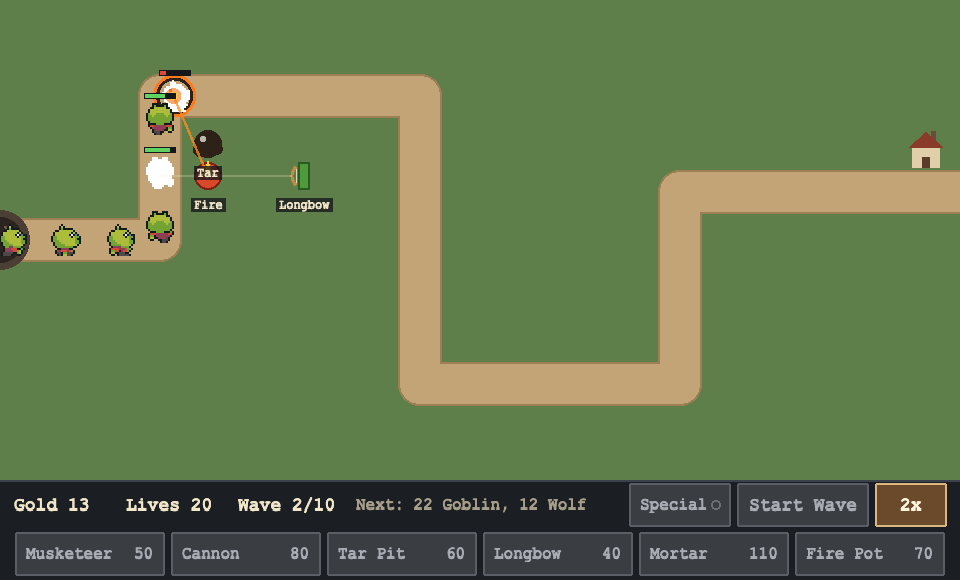 Tar
Fire
Longbow
Gold 13
Lives 20
Wave 2/10
Next: 22 Goblin, 12 Wolf
Special
Start Wave
2x
Musketeer 50
Cannon 80
Tar Pit 60
Longbow 40
Mortar 110
Fire Pot 70